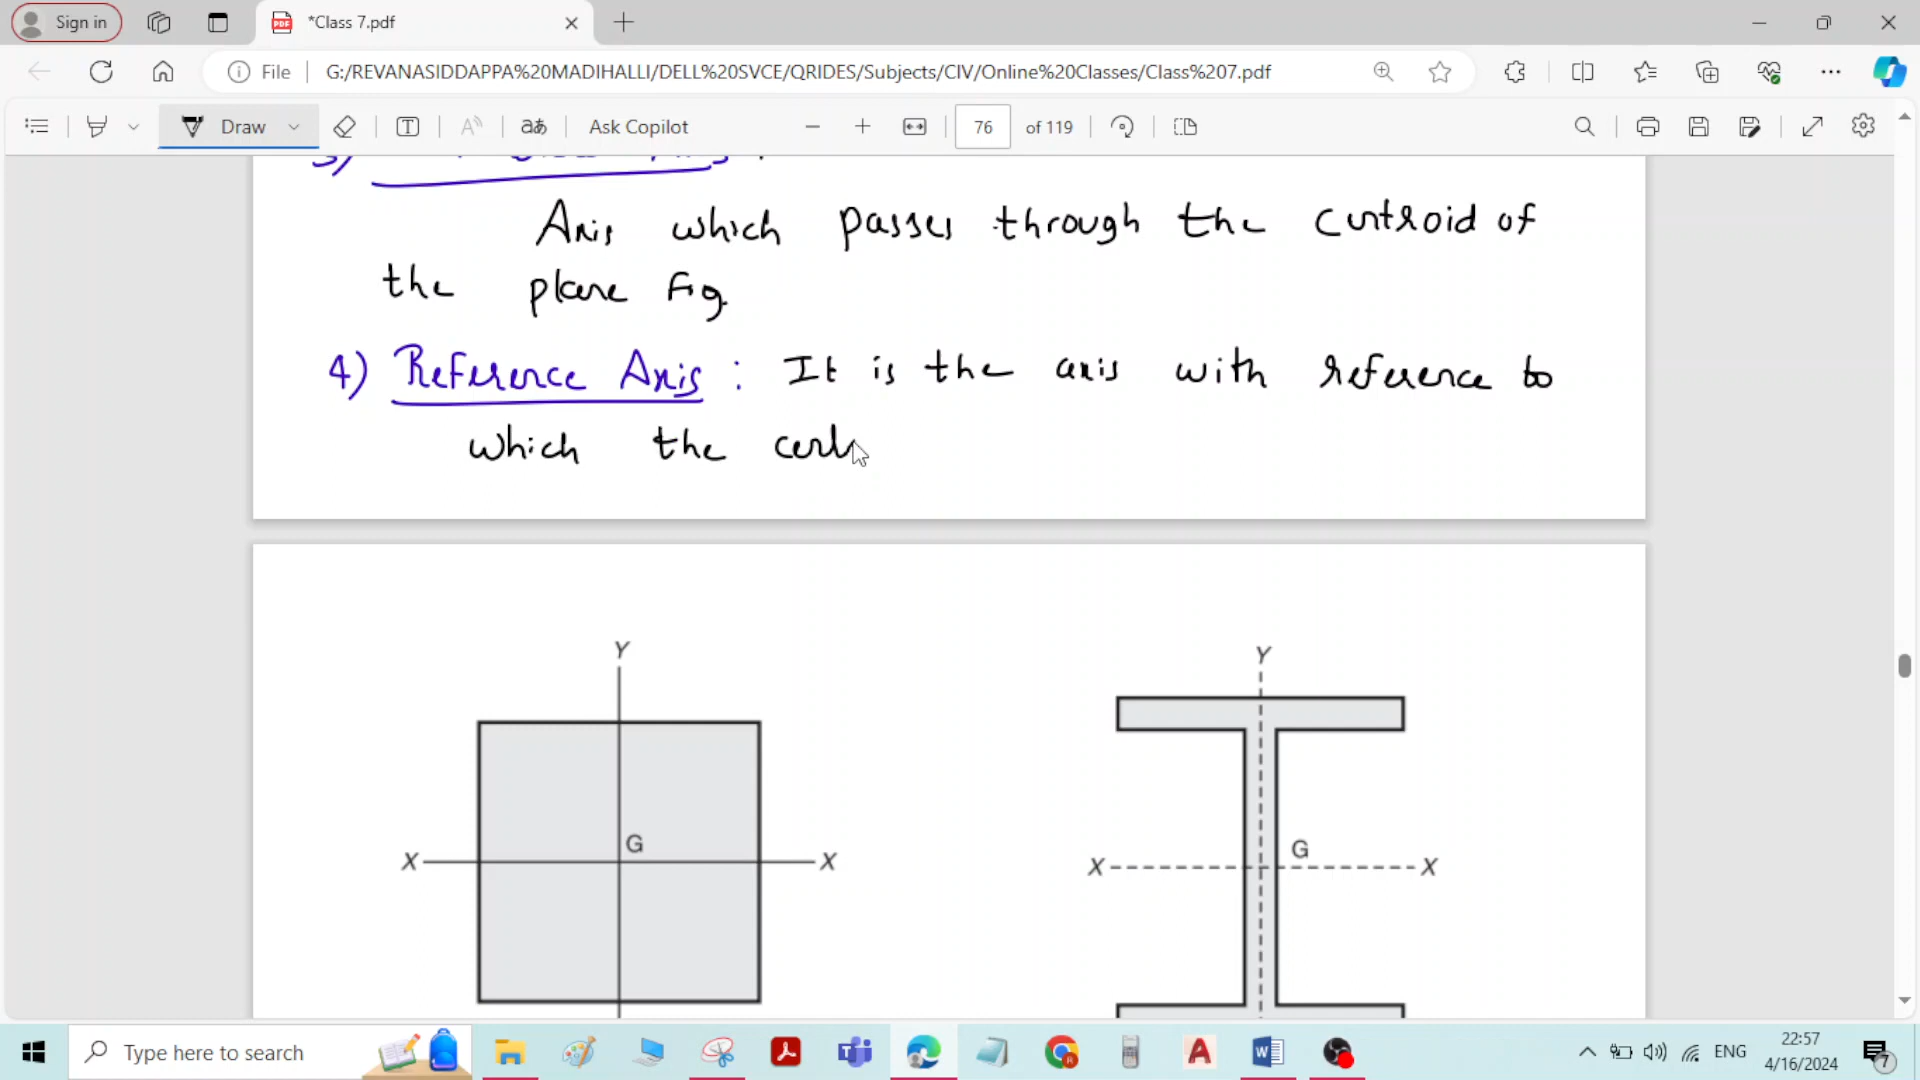 Sign in
*Class 7.pdf
File
G:/REVANASIDDAPPA%20MADIHALLI/DELL%20SVCE/QRIDES/Subjects/CIV/Online%20Classes/Class%207.pdf
Draw
Ask Copilot
76 of 119
3)
Axis which passes through the centroid of
the plane Fig.
4) Reference Axis : It is the axis with reference to
which the
Y
X
G
X
Y
X
G
X
Type here to search
ENG
22:57
4/16/2024
7